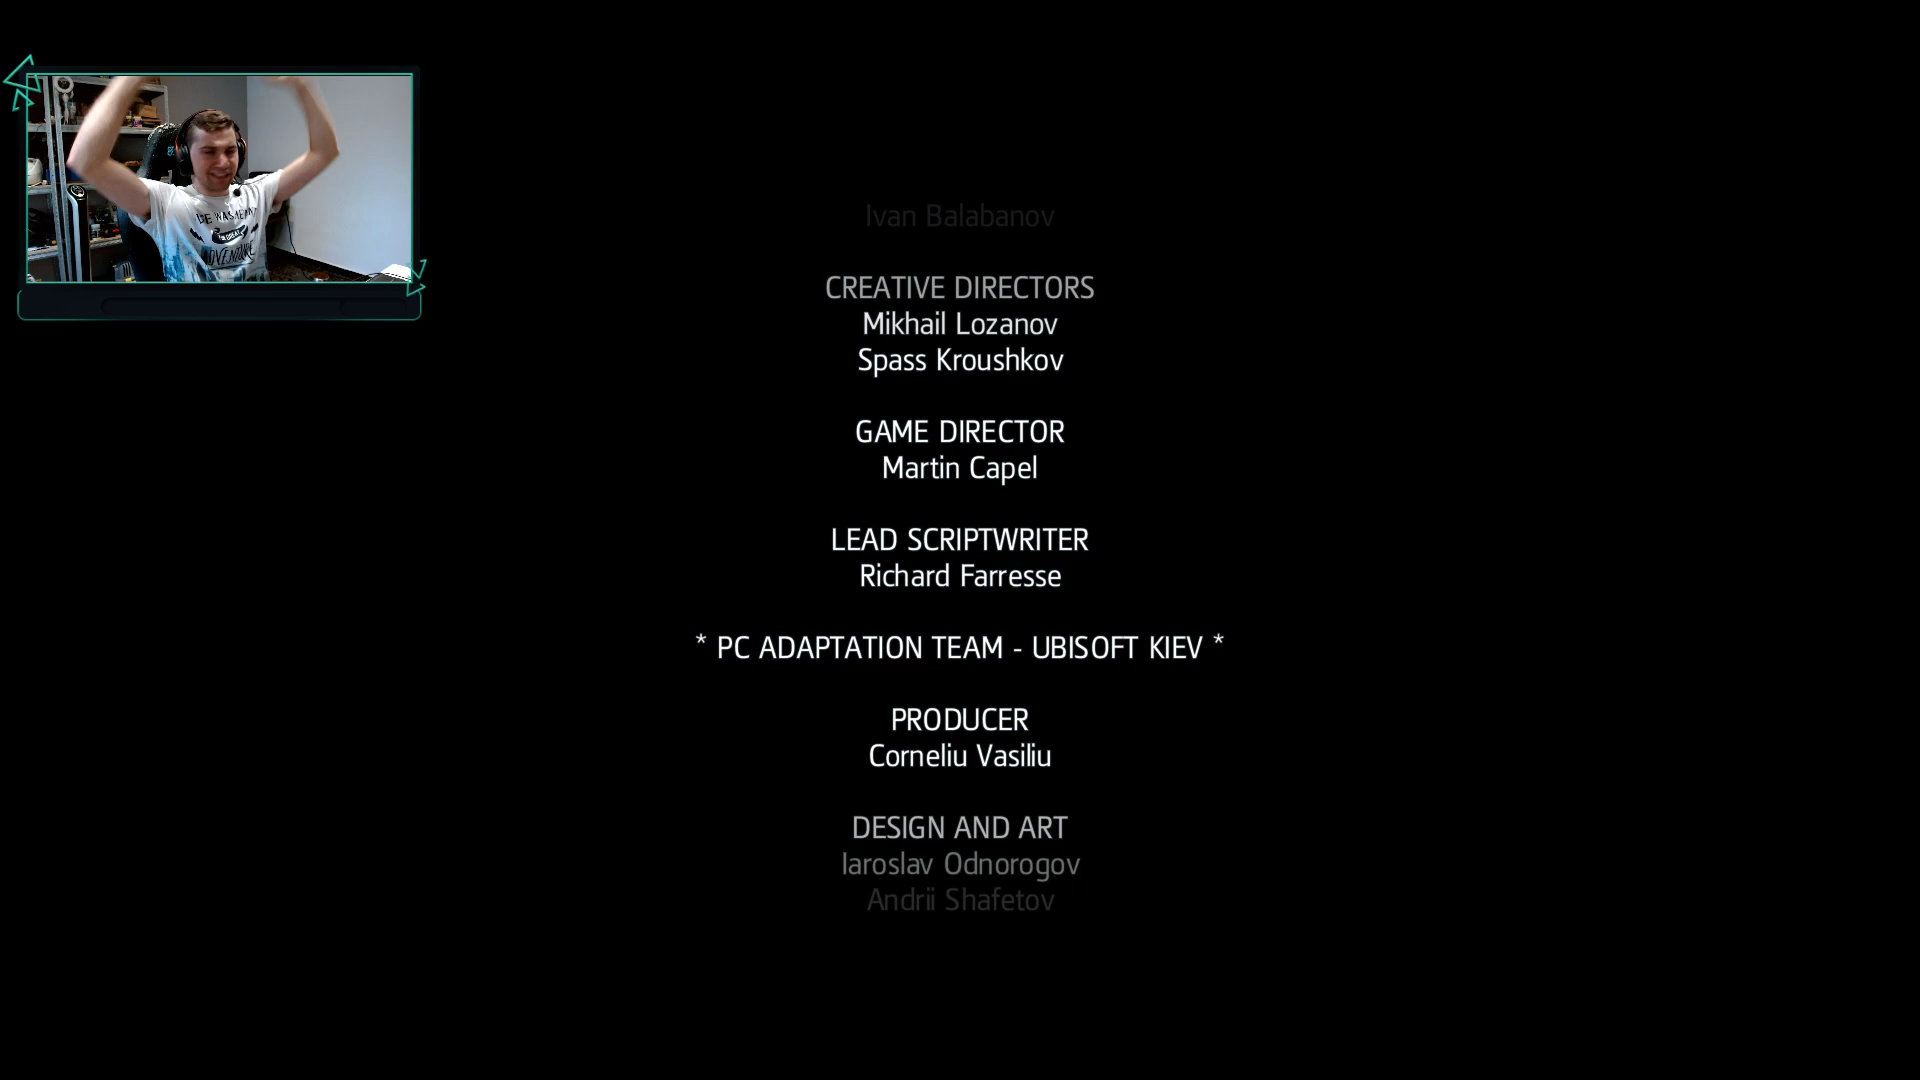 Ivan Balabanov
CREATIVE DIRECTORS
Mikhail Lozanov
Spass Kroushkov
GAME DIRECTOR
Martin Capel
LEAD SCRIPTWRITER
Richard Farresse
* PC ADAPTATION TEAM - UBISOFT KIEV *
PRODUCER
Corneliu Vasiliu
DESIGN AND ART
Iaroslav Odnorogov
Andrii Shafetov